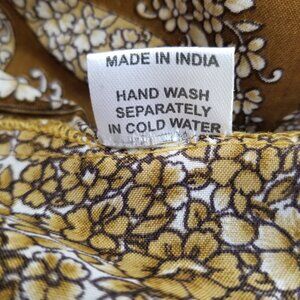 MADE IN INDIA
HAND WASH
SEPARATELY
IN COLD WATER